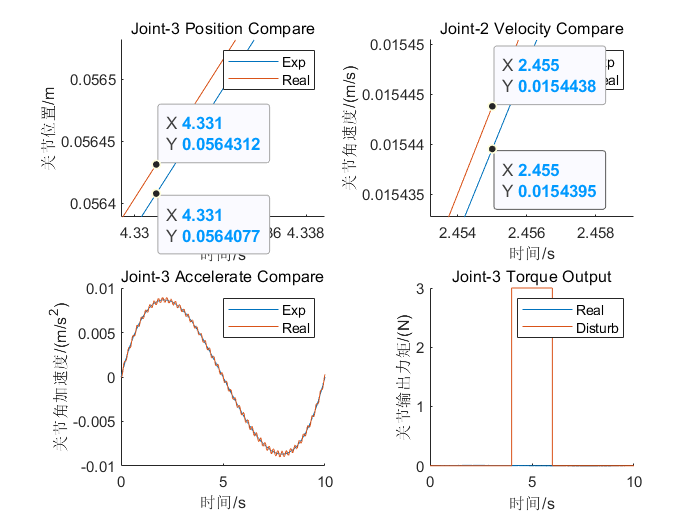 Joint-3 Position Compare
关节位置/m
0.05665
0.05645
0.0564
Exp
Real
X 4.331
Y 0.0564312
X 4.331
Y 0.0564077
4.33
36
4.338
时间/s
Joint-2 Velocity Compare
关节角速度/(m/s)
0.01545
0.015445
0.01544
0.015435
X 2.455
Y 0.0154438
X 2.455
Y 0.0154395
2.454
2.456
2.458
时间/s
Joint-3 Accelerate Compare
关节角加速度/(m/s²)
0.01
0.005
0
-0.005
-0.01
Exp
Real
0
5
10
时间/s
Joint-3 Torque Output
关节输出力矩/(N)
3
2
1
0
Real
Disturb
0
5
10
时间/s